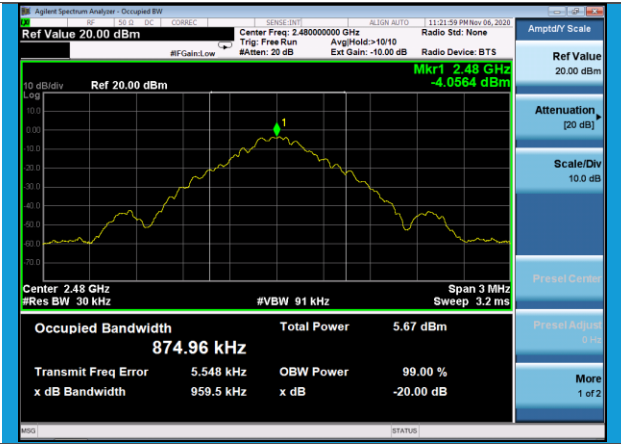 Agilent Spectrum Analyzer - Occupied BW
RF 50 Ω DC CORREC SENSE:INT ALIGN AUTO 11:21:59 PM Nov 06, 2020
Ref Value 20.00 dBm Center Freq: 2.480000000 GHz Radio Std: None
Trig: Free Run Avg|Hold:>10/10
#IFGain:Low #Atten: 20 dB Ext Gain: -10.00 dB Radio Device: BTS
Mkr1 2.48 GHz
10 dB/div Ref 20.00 dBm -4.0564 dBm
Log
10.0
0.00
1
-10.0
-20.0
-30.0
-40.0
-50.0
-60.0
-70.0
Center 2.48 GHz Span 3 MHz
#Res BW 30 kHz #VBW 91 kHz Sweep 3.2 ms
Occupied Bandwidth Total Power 5.67 dBm
874.96 kHz
Transmit Freq Error 5.548 kHz OBW Power 99.00 %
x dB Bandwidth 959.5 kHz x dB -20.00 dB
MSG STATUS
Amptd/Y Scale
Ref Value
20.00 dBm
Attenuation
[20 dB]
Scale/Div
10.0 dB
Presel Center
Presel Adjust
0 Hz
More
1 of 2